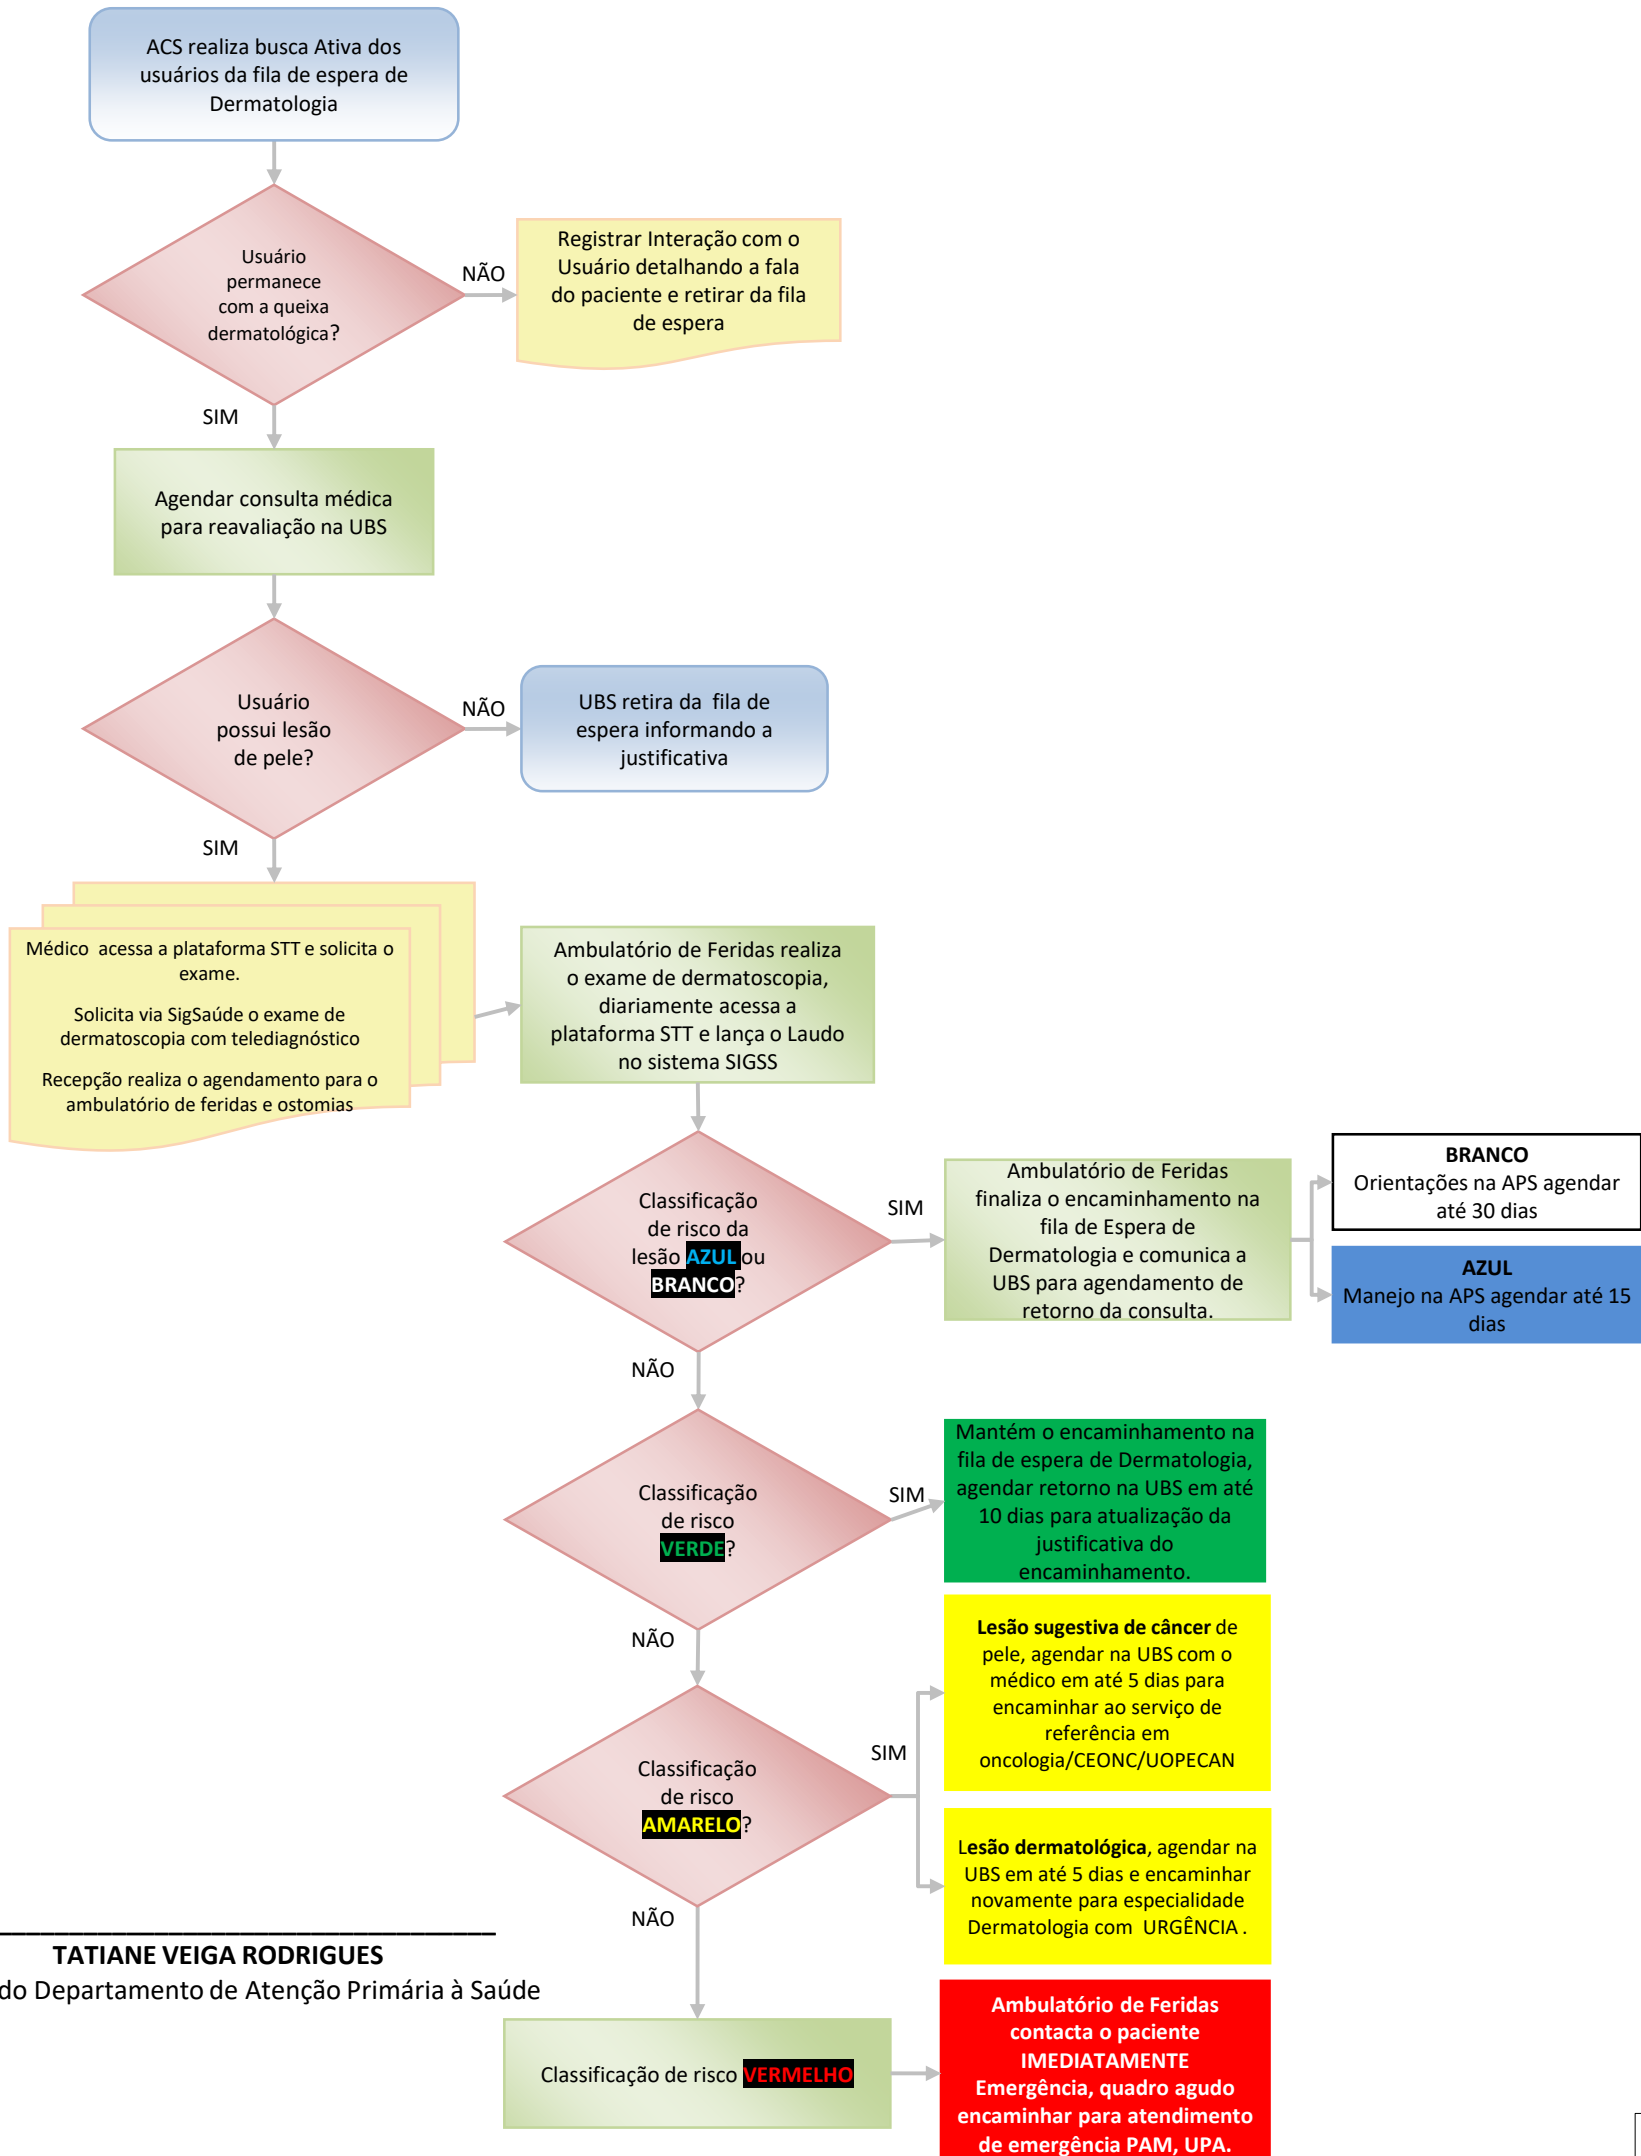 ACS realiza busca Ativa dos
usuários da fila de espera de
Dermatologia
Usuário
permanece
com a queixa
dermatológica?
NÃO
Registrar Interação com o
Usuário detalhando a fala
do paciente e retirar da fila
de espera
SIM
Agendar consulta médica
para reavaliação na UBS
Usuário
possui lesão
de pele?
NÃO
UBS retira da fila de
espera informando a
justificativa
SIM
Médico acessa a plataforma STT e solicita o
exame.
Solicita via SigSaúde o exame de
dermatoscopia com telediagnóstico
Recepção realiza o agendamento para o
ambulatório de feridas e ostomias
Ambulatório de Feridas realiza
o exame de dermatoscopia,
diariamente acessa a
plataforma STT e lança o Laudo
no sistema SIGSS
Classificação
de risco da
lesão AZUL ou
BRANCO?
SIM
Ambulatório de Feridas
finaliza o encaminhamento na
fila de Espera de
Dermatologia e comunica a
UBS para agendamento de
retorno da consulta.
BRANCO
Orientações na APS agendar
até 30 dias
AZUL
Manejo na APS agendar até 15
dias
NÃO
Classificação
de risco
VERDE?
SIM
Mantém o encaminhamento na
fila de espera de Dermatologia,
agendar retorno na UBS em até
10 dias para atualização da
justificativa do
encaminhamento.
NÃO
Classificação
de risco
AMARELO?
SIM
Lesão sugestiva de câncer de
pele, agendar na UBS com o
médico em até 5 dias para
encaminhar ao serviço de
referência em
oncologia/CEONC/UOPECAN
Lesão dermatológica, agendar na
UBS em até 5 dias e encaminhar
novamente para especialidade
Dermatologia com URGÊNCIA .
NÃO
TATIANE VEIGA RODRIGUES
do Departamento de Atenção Primária à Saúde
Classificação de risco VERMELHO
Ambulatório de Feridas
contacta o paciente
IMEDIATAMENTE
Emergência, quadro agudo
encaminhar para atendimento
de emergência PAM, UPA.